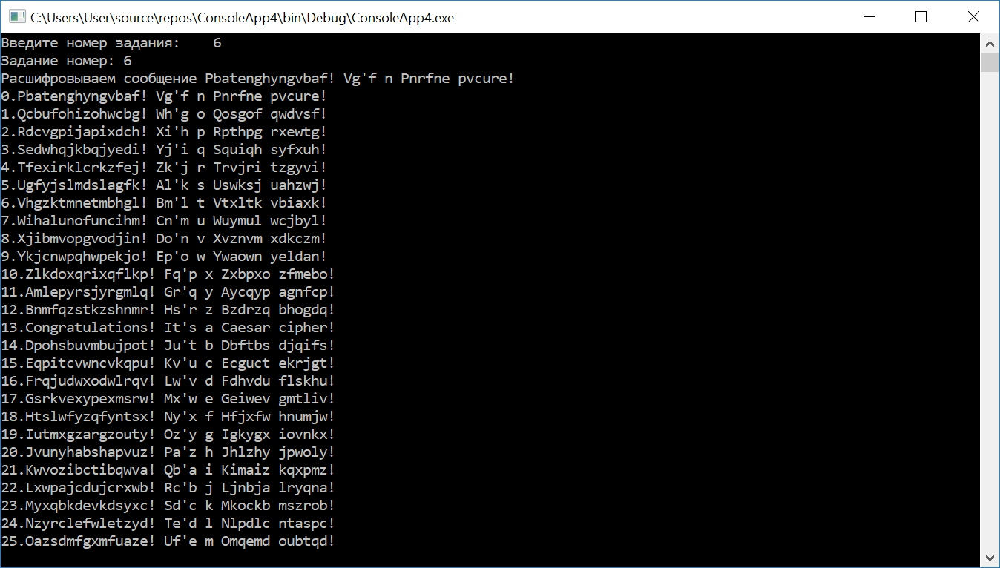 C:\Users\User\source\repos\ConsoleApp4\bin\Debug\ConsoleApp4.exe
Введите номер задания:    6
Задание номер: 6
Расшифровываем сообщение Pbatenghyngvbaf! Vg'f n Pnrfne pvcure!
0.Pbatenghyngvbaf! Vg'f n Pnrfne pvcure!
1.Qcbufohizohwcbg! Wh'g o Qosgof qwdvsf!
2.Rdcvgpijapixdch! Xi'h p Rpthpg rxewtg!
3.Sedwhqjkbqjyedi! Yj'i q Squiqh syfxuh!
4.Tfexirklcrkzfej! Zk'j r Trvjri tzgyvi!
5.Ugfyjslmdslagfk! Al'k s Uswksj uahzwj!
6.Vhgzktmnetmbhgl! Bm'l t Vtxltk vbiaxk!
7.Wihalunofuncihm! Cn'm u Wuymul wcjbyl!
8.Xjibmvopgvodjin! Do'n v Xvznvm xdkczm!
9.Ykjcnwpqhwpekjo! Ep'o w Ywaown yeldan!
10.Zlkdoxqrixqflkp! Fq'p x Zxbpxo zfmebo!
11.Amlepyrsjyrgmlq! Gr'q y Aycqyp agnfcp!
12.Bnmfqzstkzshnmr! Hs'r z Bzdrzq bhogdq!
13.Congratulations! It's a Caesar cipher!
14.Dpohsbuvmbujpot! Ju't b Dbftbs djqifs!
15.Eqpitcvwncvkqpu! Kv'u c Ecguct ekrjgt!
16.Frqjudwxodwlrqv! Lw'v d Fdhvdu flskhu!
17.Gsrkvexypexmsrw! Mx'w e Geiwev gmtliv!
18.Htslwfyzqfyntsx! Ny'x f Hfjxfw hnumjw!
19.Iutmxgzargzouty! Oz'y g Igkygx iovnkx!
20.Jvunyhabshapvuz! Pa'z h Jhlzhy jpwoly!
21.Kwvozibctibqwva! Qb'a i Kimaiz kqxpmz!
22.Lxwpajcdujcrxwb! Rc'b j Ljnbja lryqna!
23.Myxqbkdevkdsyxc! Sd'c k Mkockb mszrob!
24.Nzyrclefwletzyd! Te'd l Nlpdlc ntaspc!
25.Oazsdmfgxmfuaze! Uf'e m Omqemd oubtqd!